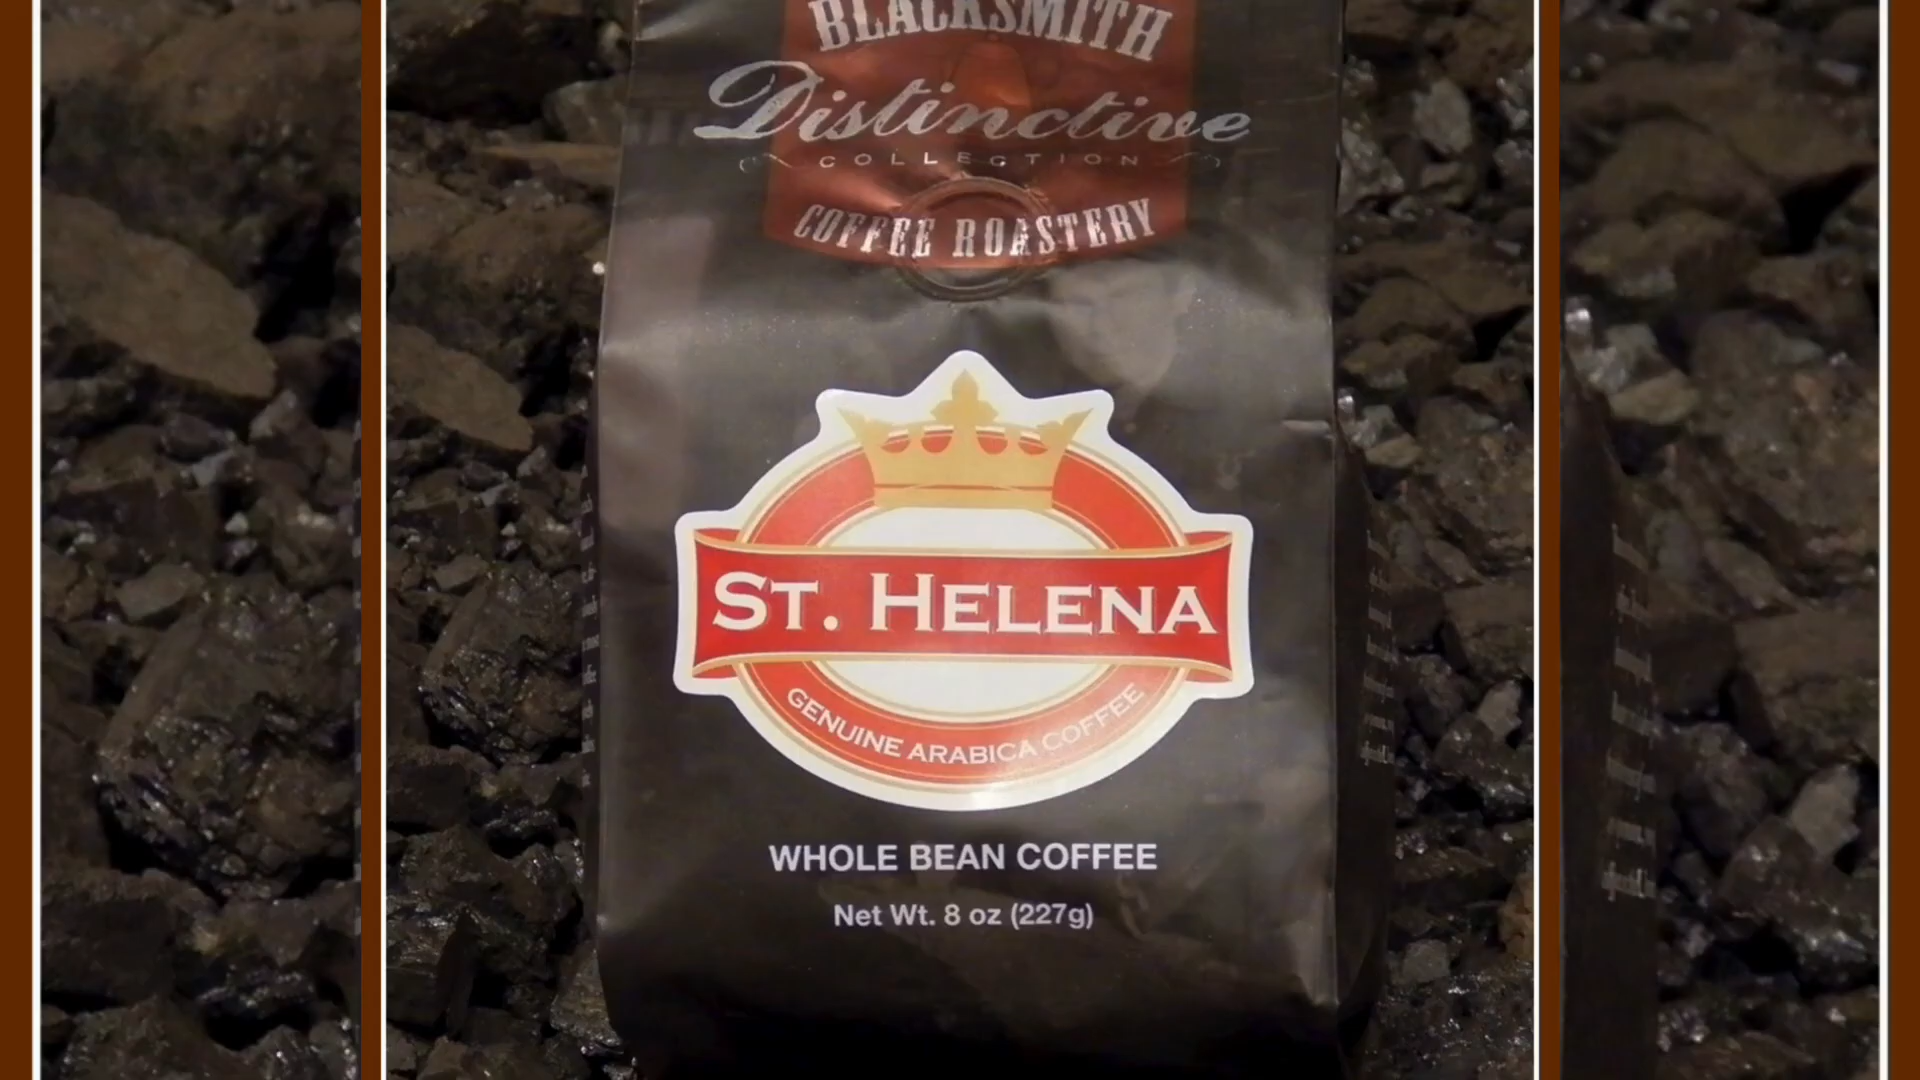 BLACKSMITH
Distinctive
COLLECTION
COFFEE ROASTERY
ST. HELENA
GENUINE ARABICA COFFEE
WHOLE BEAN COFFEE
Net Wt. 8 oz (227g)